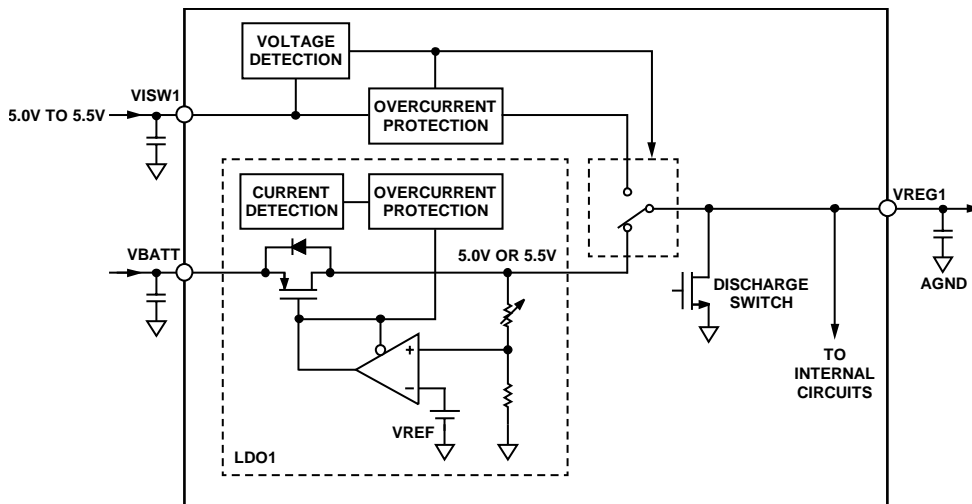 VOLTAGE
DETECTION
VISW1
5.0V TO 5.5V
OVERCURRENT
PROTECTION
CURRENT
DETECTION
OVERCURRENT
PROTECTION
VREG1
VBATT
5.0V OR 5.5V
AGND
DISCHARGE
SWITCH
+
–
TO
INTERNAL
CIRCUITS
VREF
LDO1